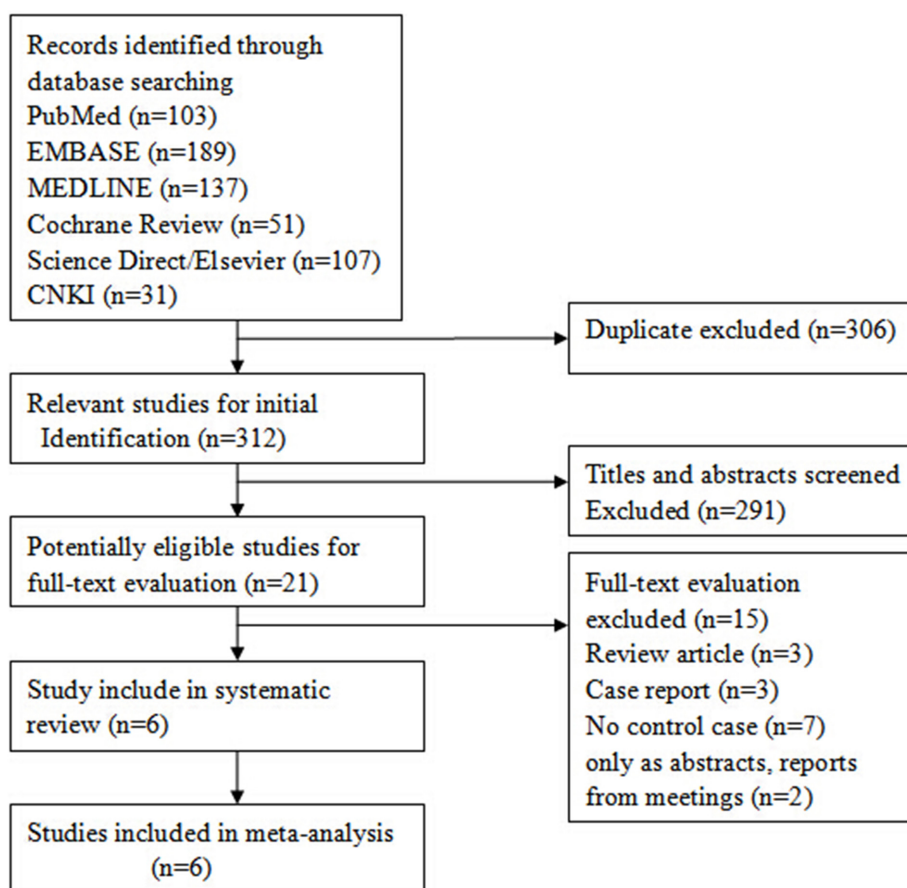 Records identified through
database searching
PubMed (n=103)
EMBASE (n=189)
MEDLINE (n=137)
Cochrane Review (n=51)
Science Direct/Elsevier (n=107)
CNKI (n=31)
Duplicate excluded (n=306)
Relevant studies for initial
Identification (n=312)
Titles and abstracts screened
Excluded (n=291)
Potentially eligible studies for
full-text evaluation (n=21)
Full-text evaluation
excluded (n=15)
Review article (n=3)
Case report (n=3)
No control case (n=7)
only as abstracts, reports
from meetings (n=2)
Study include in systematic
review (n=6)
Studies included in meta-analysis
(n=6)